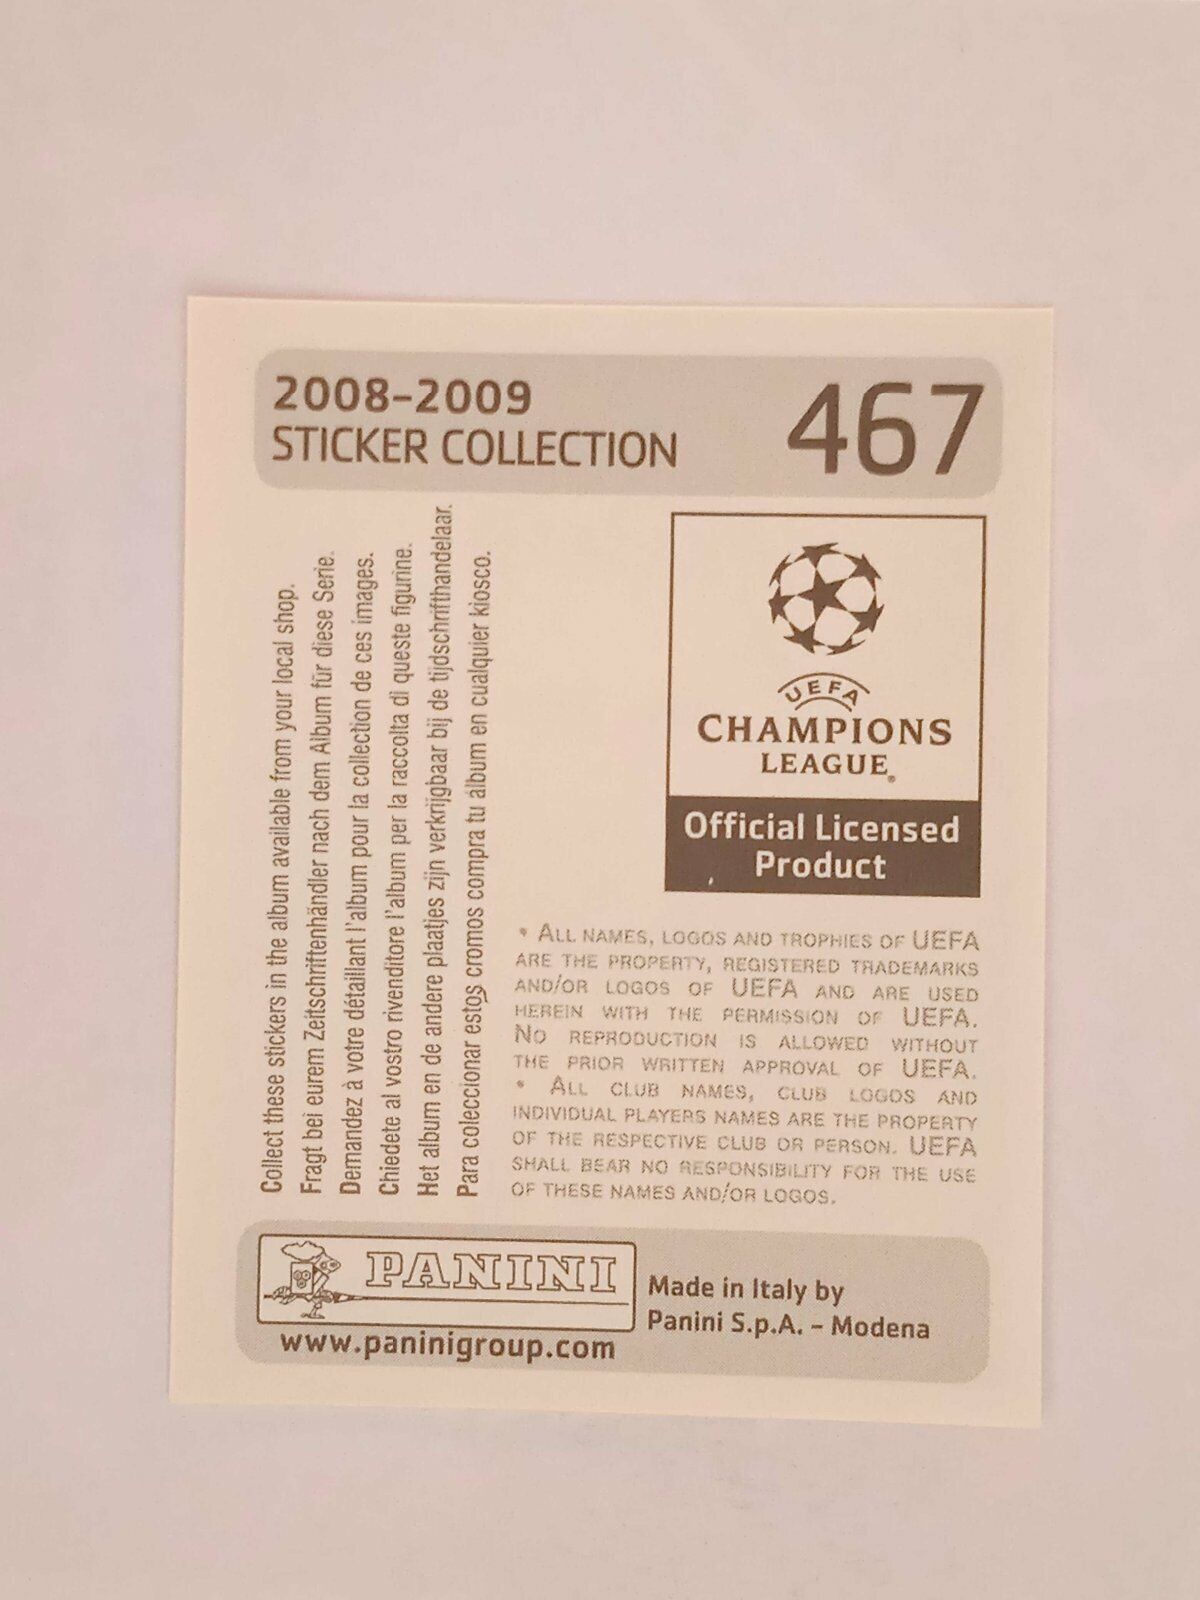 2008-2009
STICKER COLLECTION
467
Collect these stickers in the album available from your local shop.
Fragt bei eurem Zeitschriftenhändler nach dem Album für diese Serie.
Demandez à votre détaillant l'album pour la collection de ces images.
Chiedete al vostro rivenditore l'album per la raccolta di queste figurine.
Het album en de andere plaatjes zijn verkrijgbaar bij de tijdschrifthandelaar.
Para coleccionar estos cromos compra tu álbum en cualquier kiosco.
UEFA
CHAMPIONS
LEAGUE®
Official Licensed
Product
• ALL NAMES, LOGOS AND TROPHIES OF UEFA
ARE THE PROPERTY, REGISTERED TRADEMARKS
AND/OR LOGOS OF UEFA AND ARE USED
HEREIN WITH THE PERMISSION OF UEFA.
NO REPRODUCTION IS ALLOWED WITHOUT
THE PRIOR WRITTEN APPROVAL OF UEFA.
• ALL CLUB NAMES, CLUB LOGOS AND
INDIVIDUAL PLAYERS NAMES ARE THE PROPERTY
OF THE RESPECTIVE CLUB OR PERSON. UEFA
SHALL BEAR NO RESPONSIBILITY FOR THE USE
OF THESE NAMES AND/OR LOGOS.
PANINI
www.paninigroup.com
Made in Italy by
Panini S.p.A. – Modena